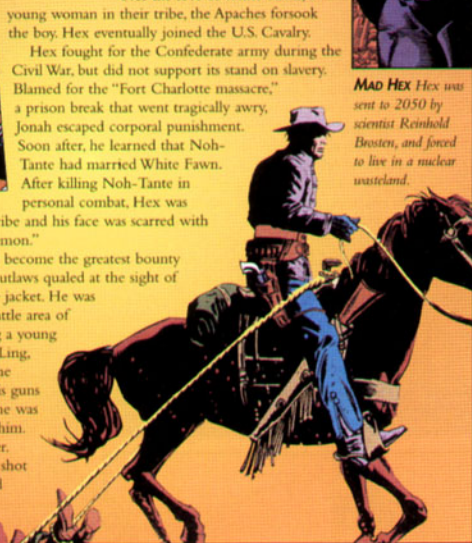 young woman in their tribe, the Apaches forsook
the boy. Hex eventually joined the U.S. Cavalry.
Hex fought for the Confederate army during the
Civil War, but did not support its stand on slavery.
Blamed for the "Fort Charlotte massacre,"
a prison break that went tragically awry,
Jonah escaped corporal punishment.
Soon after, he learned that Noh-
Tante had married White Fawn.
After killing Noh-Tante in
personal combat, Hex was
ibe and his face was scarred with
mon."
become the greatest bounty
utlaws qualed at the sight of
jacket. He was
ttle area of
g a young
Ling,
ne
s guns
he was
him.
r.
shot
MAD HEX Hex was
sent to 2050 by
scientist Reinhold
Brosten, and forced
to live in a nuclear
wasteland.